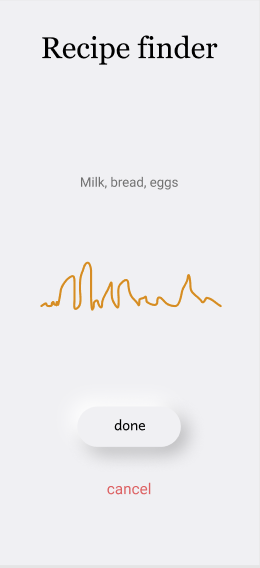 Recipe finder
Milk, bread, eggs
done
cancel